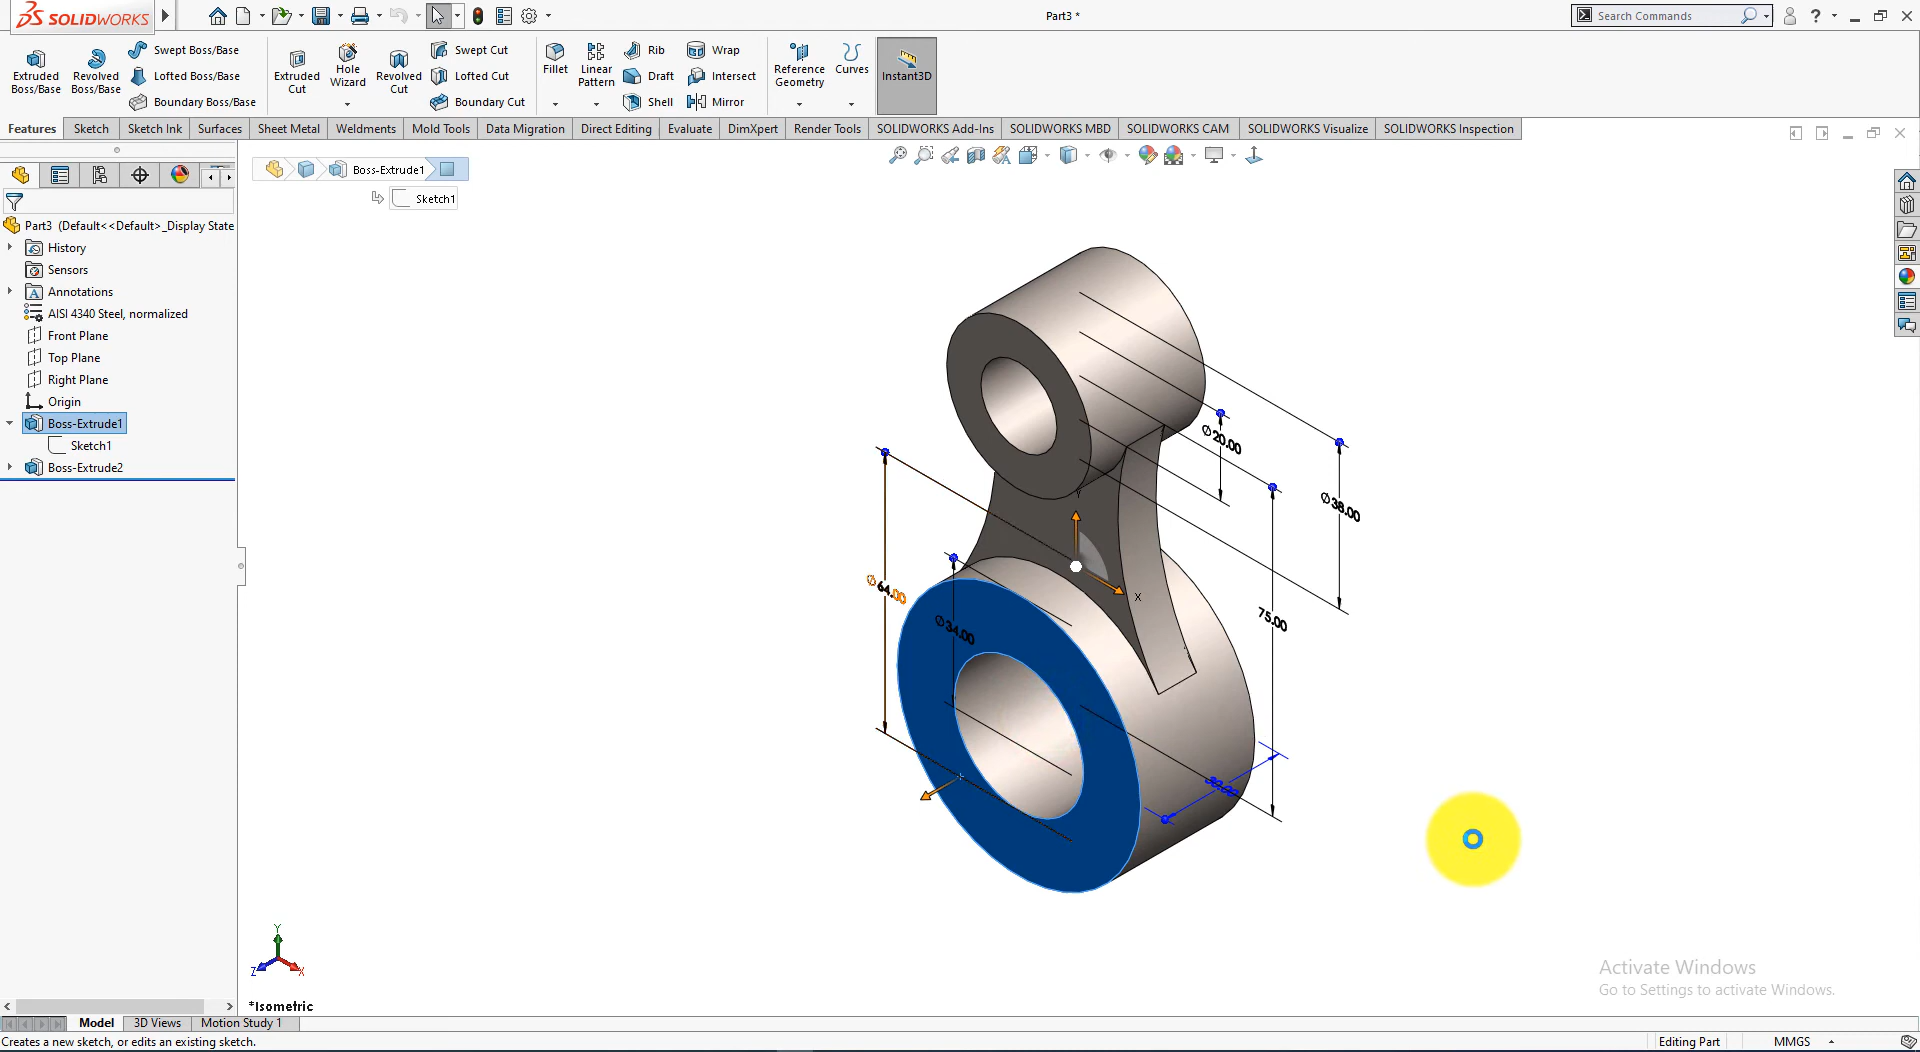 SOLIDWORKS
Part3 *
Search Commands
Extruded
Boss/Base
Revolved
Boss/Base
Swept Boss/Base
Lofted Boss/Base
Boundary Boss/Base
Extruded
Cut
Hole
Wizard
Revolved
Cut
Swept Cut
Lofted Cut
Boundary Cut
Fillet
Linear
Pattern
Rib
Draft
Shell
Wrap
Intersect
Mirror
Reference
Geometry
Curves
Instant3D
Features Sketch Sketch Ink Surfaces Sheet Metal Weldments Mold Tools Data Migration Direct Editing Evaluate DimXpert Render Tools SOLIDWORKS Add-Ins SOLIDWORKS MBD SOLIDWORKS CAM SOLIDWORKS Visualize SOLIDWORKS Inspection
Boss-Extrude1
Sketch1
Part3 (Default<<Default>_Display State
History
Sensors
Annotations
AISI 4340 Steel, normalized
Front Plane
Top Plane
Right Plane
Origin
Boss-Extrude1
Sketch1
Boss-Extrude2
Ø20.00
Ø38.00
Ø64.00
Ø34.00
75.00
30.00
Y
X
Y
Z
X
*Isometric
Activate Windows
Go to Settings to activate Windows.
Model 3D Views Motion Study 1
Creates a new sketch, or edits an existing sketch.
Editing Part
MMGS